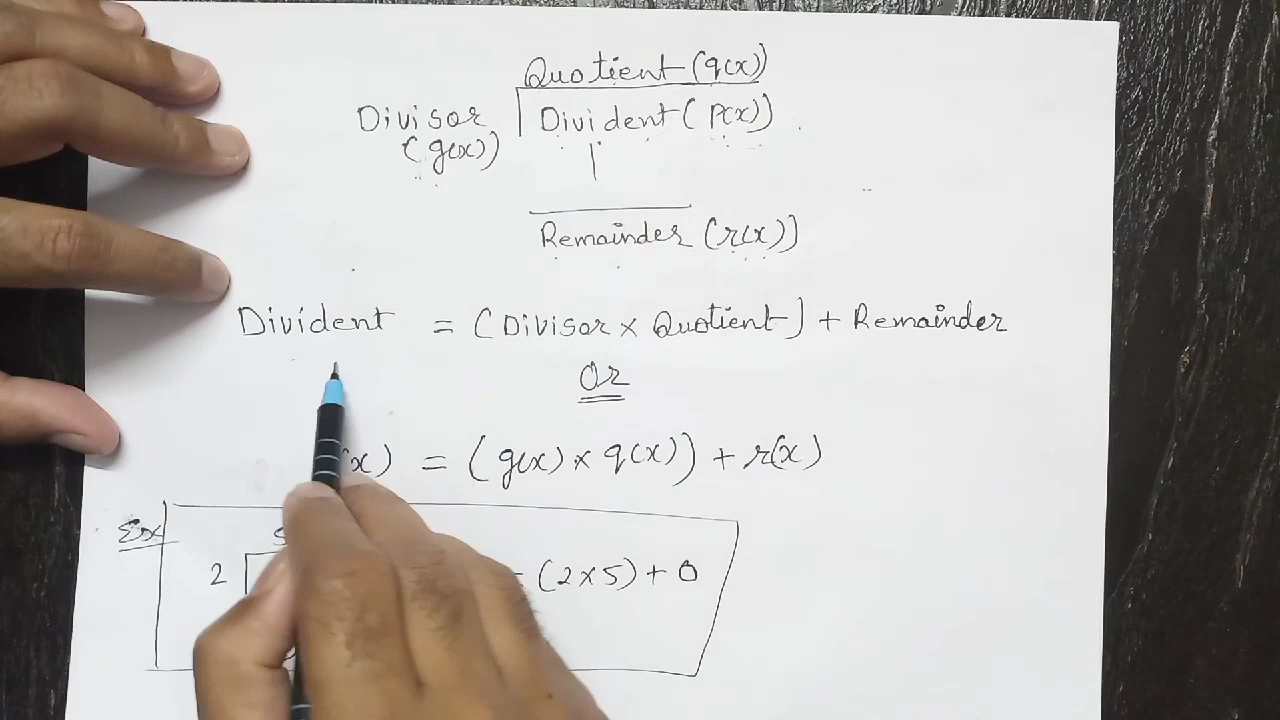 Quotient (q(x))
Divisor Divident (p(x))
(g(x))
Remainder (r(x))
Divident = (Divisor × Quotient) + Remainder
Or
x) = (g(x) × q(x)) + r(x)
Ex
2 = (2 × 5) + 0